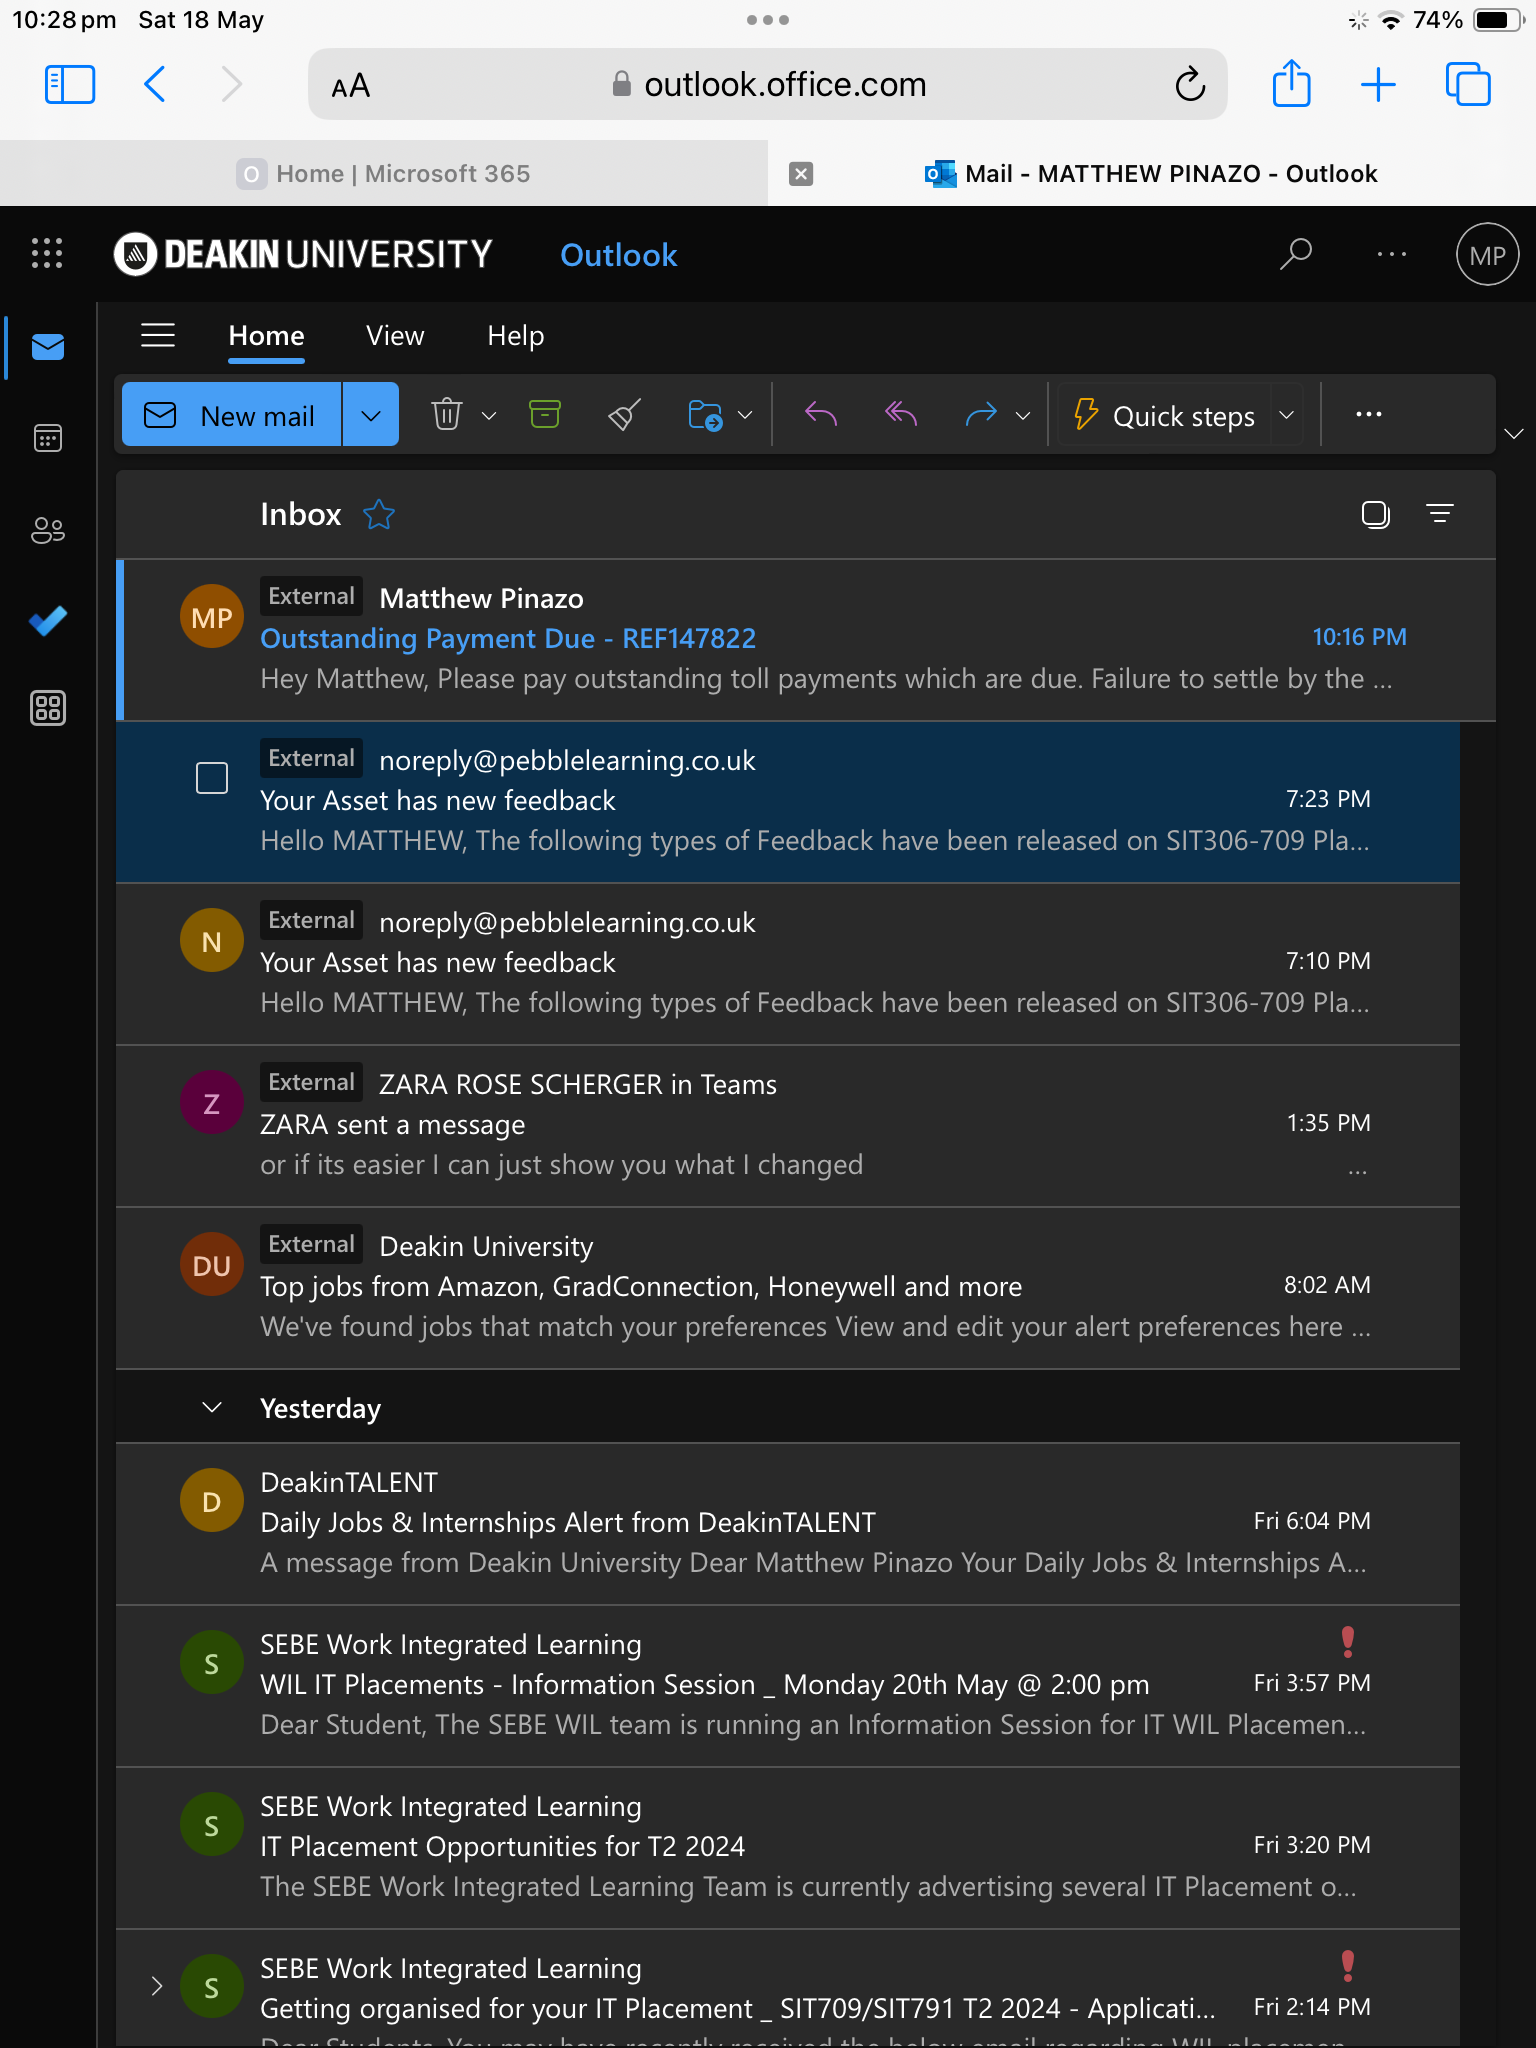 10:28 pm Sat 18 May
74%
AA
outlook.office.com
O Home | Microsoft 365
Mail - MATTHEW PINAZO - Outlook
DEAKIN UNIVERSITY
Outlook
MP
Home View Help
New mail
Quick steps
Inbox
MP
External Matthew Pinazo
Outstanding Payment Due - REF147822 10:16 PM
Hey Matthew, Please pay outstanding toll payments which are due. Failure to settle by the ...
External noreply@pebblelearning.co.uk
Your Asset has new feedback 7:23 PM
Hello MATTHEW, The following types of Feedback have been released on SIT306-709 Pla...
N
External noreply@pebblelearning.co.uk
Your Asset has new feedback 7:10 PM
Hello MATTHEW, The following types of Feedback have been released on SIT306-709 Pla...
Z
External ZARA ROSE SCHERGER in Teams
ZARA sent a message 1:35 PM
or if its easier I can just show you what I changed ...
DU
External Deakin University
Top jobs from Amazon, GradConnection, Honeywell and more 8:02 AM
We've found jobs that match your preferences View and edit your alert preferences here ...
Yesterday
D
DeakinTALENT
Daily Jobs & Internships Alert from DeakinTALENT Fri 6:04 PM
A message from Deakin University Dear Matthew Pinazo Your Daily Jobs & Internships A...
S
SEBE Work Integrated Learning
WIL IT Placements - Information Session _ Monday 20th May @ 2:00 pm Fri 3:57 PM
Dear Student, The SEBE WIL team is running an Information Session for IT WIL Placemen...
S
SEBE Work Integrated Learning
IT Placement Opportunities for T2 2024 Fri 3:20 PM
The SEBE Work Integrated Learning Team is currently advertising several IT Placement o...
S
SEBE Work Integrated Learning
Getting organised for your IT Placement _ SIT709/SIT791 T2 2024 - Applicati... Fri 2:14 PM
Dear Students, You may have recently received the below email regarding WIL placemen...